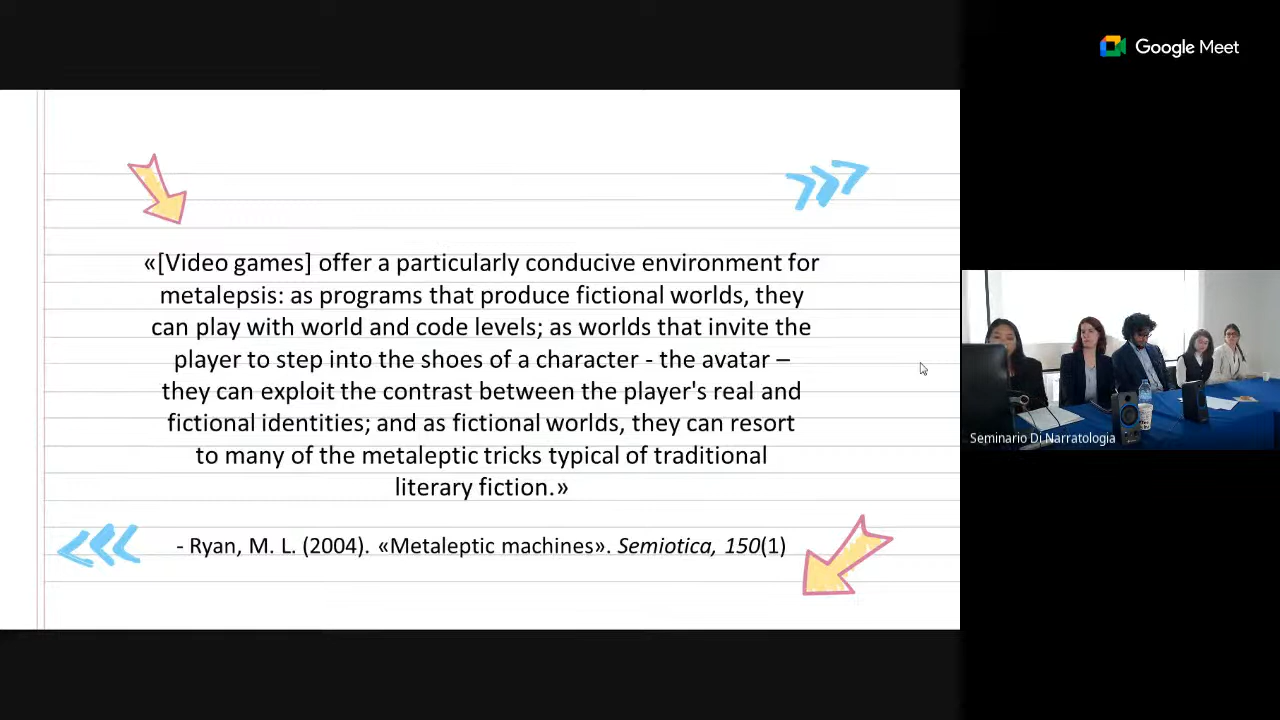 Google Meet
«[Video games] offer a particularly conducive environment for
metalepsis: as programs that produce fictional worlds, they
can play with world and code levels; as worlds that invite the
player to step into the shoes of a character - the avatar –
they can exploit the contrast between the player's real and
fictional identities; and as fictional worlds, they can resort
to many of the metaleptic tricks typical of traditional
literary fiction.»
- Ryan, M. L. (2004). «Metaleptic machines». Semiotica, 150(1)
Seminario Di Narratologia